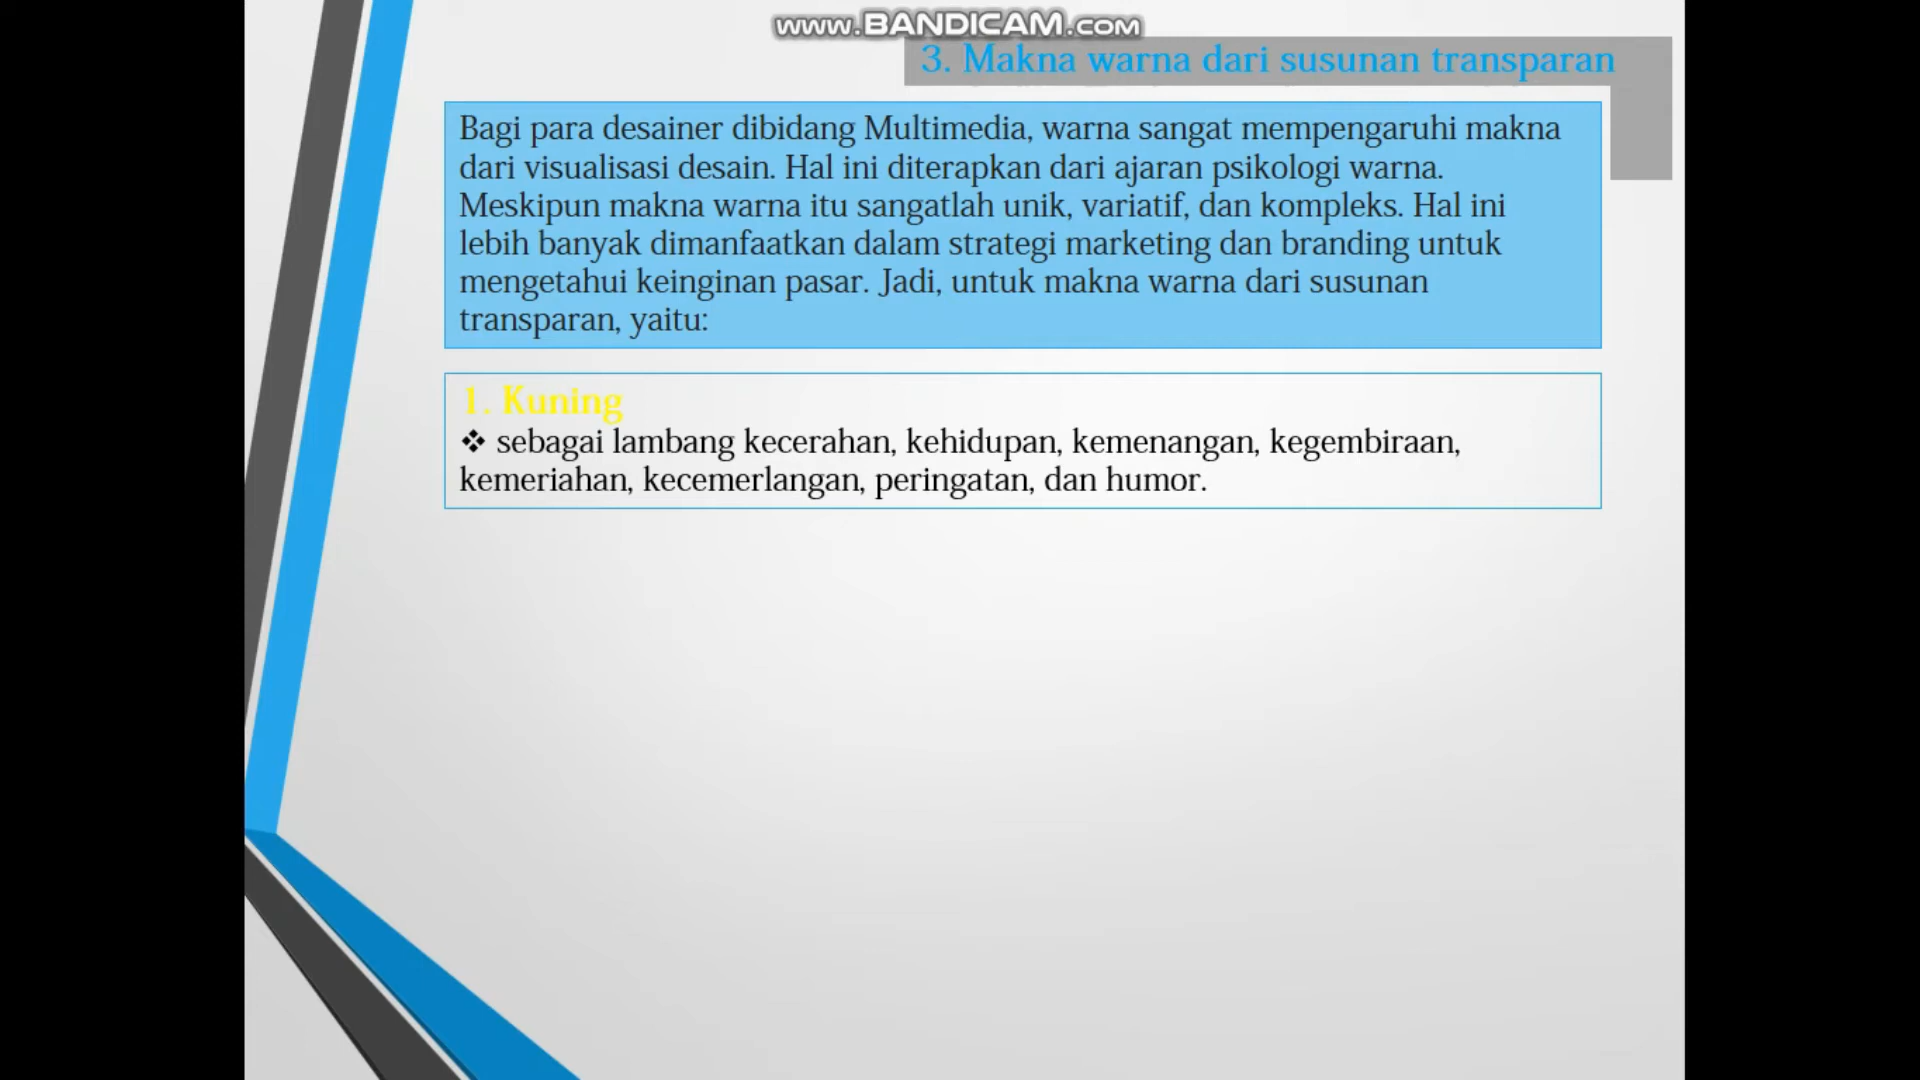 www.BANDICAM.com
3. Makna warna dari susunan transparan
Bagi para desainer dibidang Multimedia, warna sangat mempengaruhi makna
dari visualisasi desain. Hal ini diterapkan dari ajaran psikologi warna.
Meskipun makna warna itu sangatlah unik, variatif, dan kompleks. Hal ini
lebih banyak dimanfaatkan dalam strategi marketing dan branding untuk
mengetahui keinginan pasar. Jadi, untuk makna warna dari susunan
transparan, yaitu:
1. Kuning
❖ sebagai lambang kecerahan, kehidupan, kemenangan, kegembiraan,
kemeriahan, kecemerlangan, peringatan, dan humor.